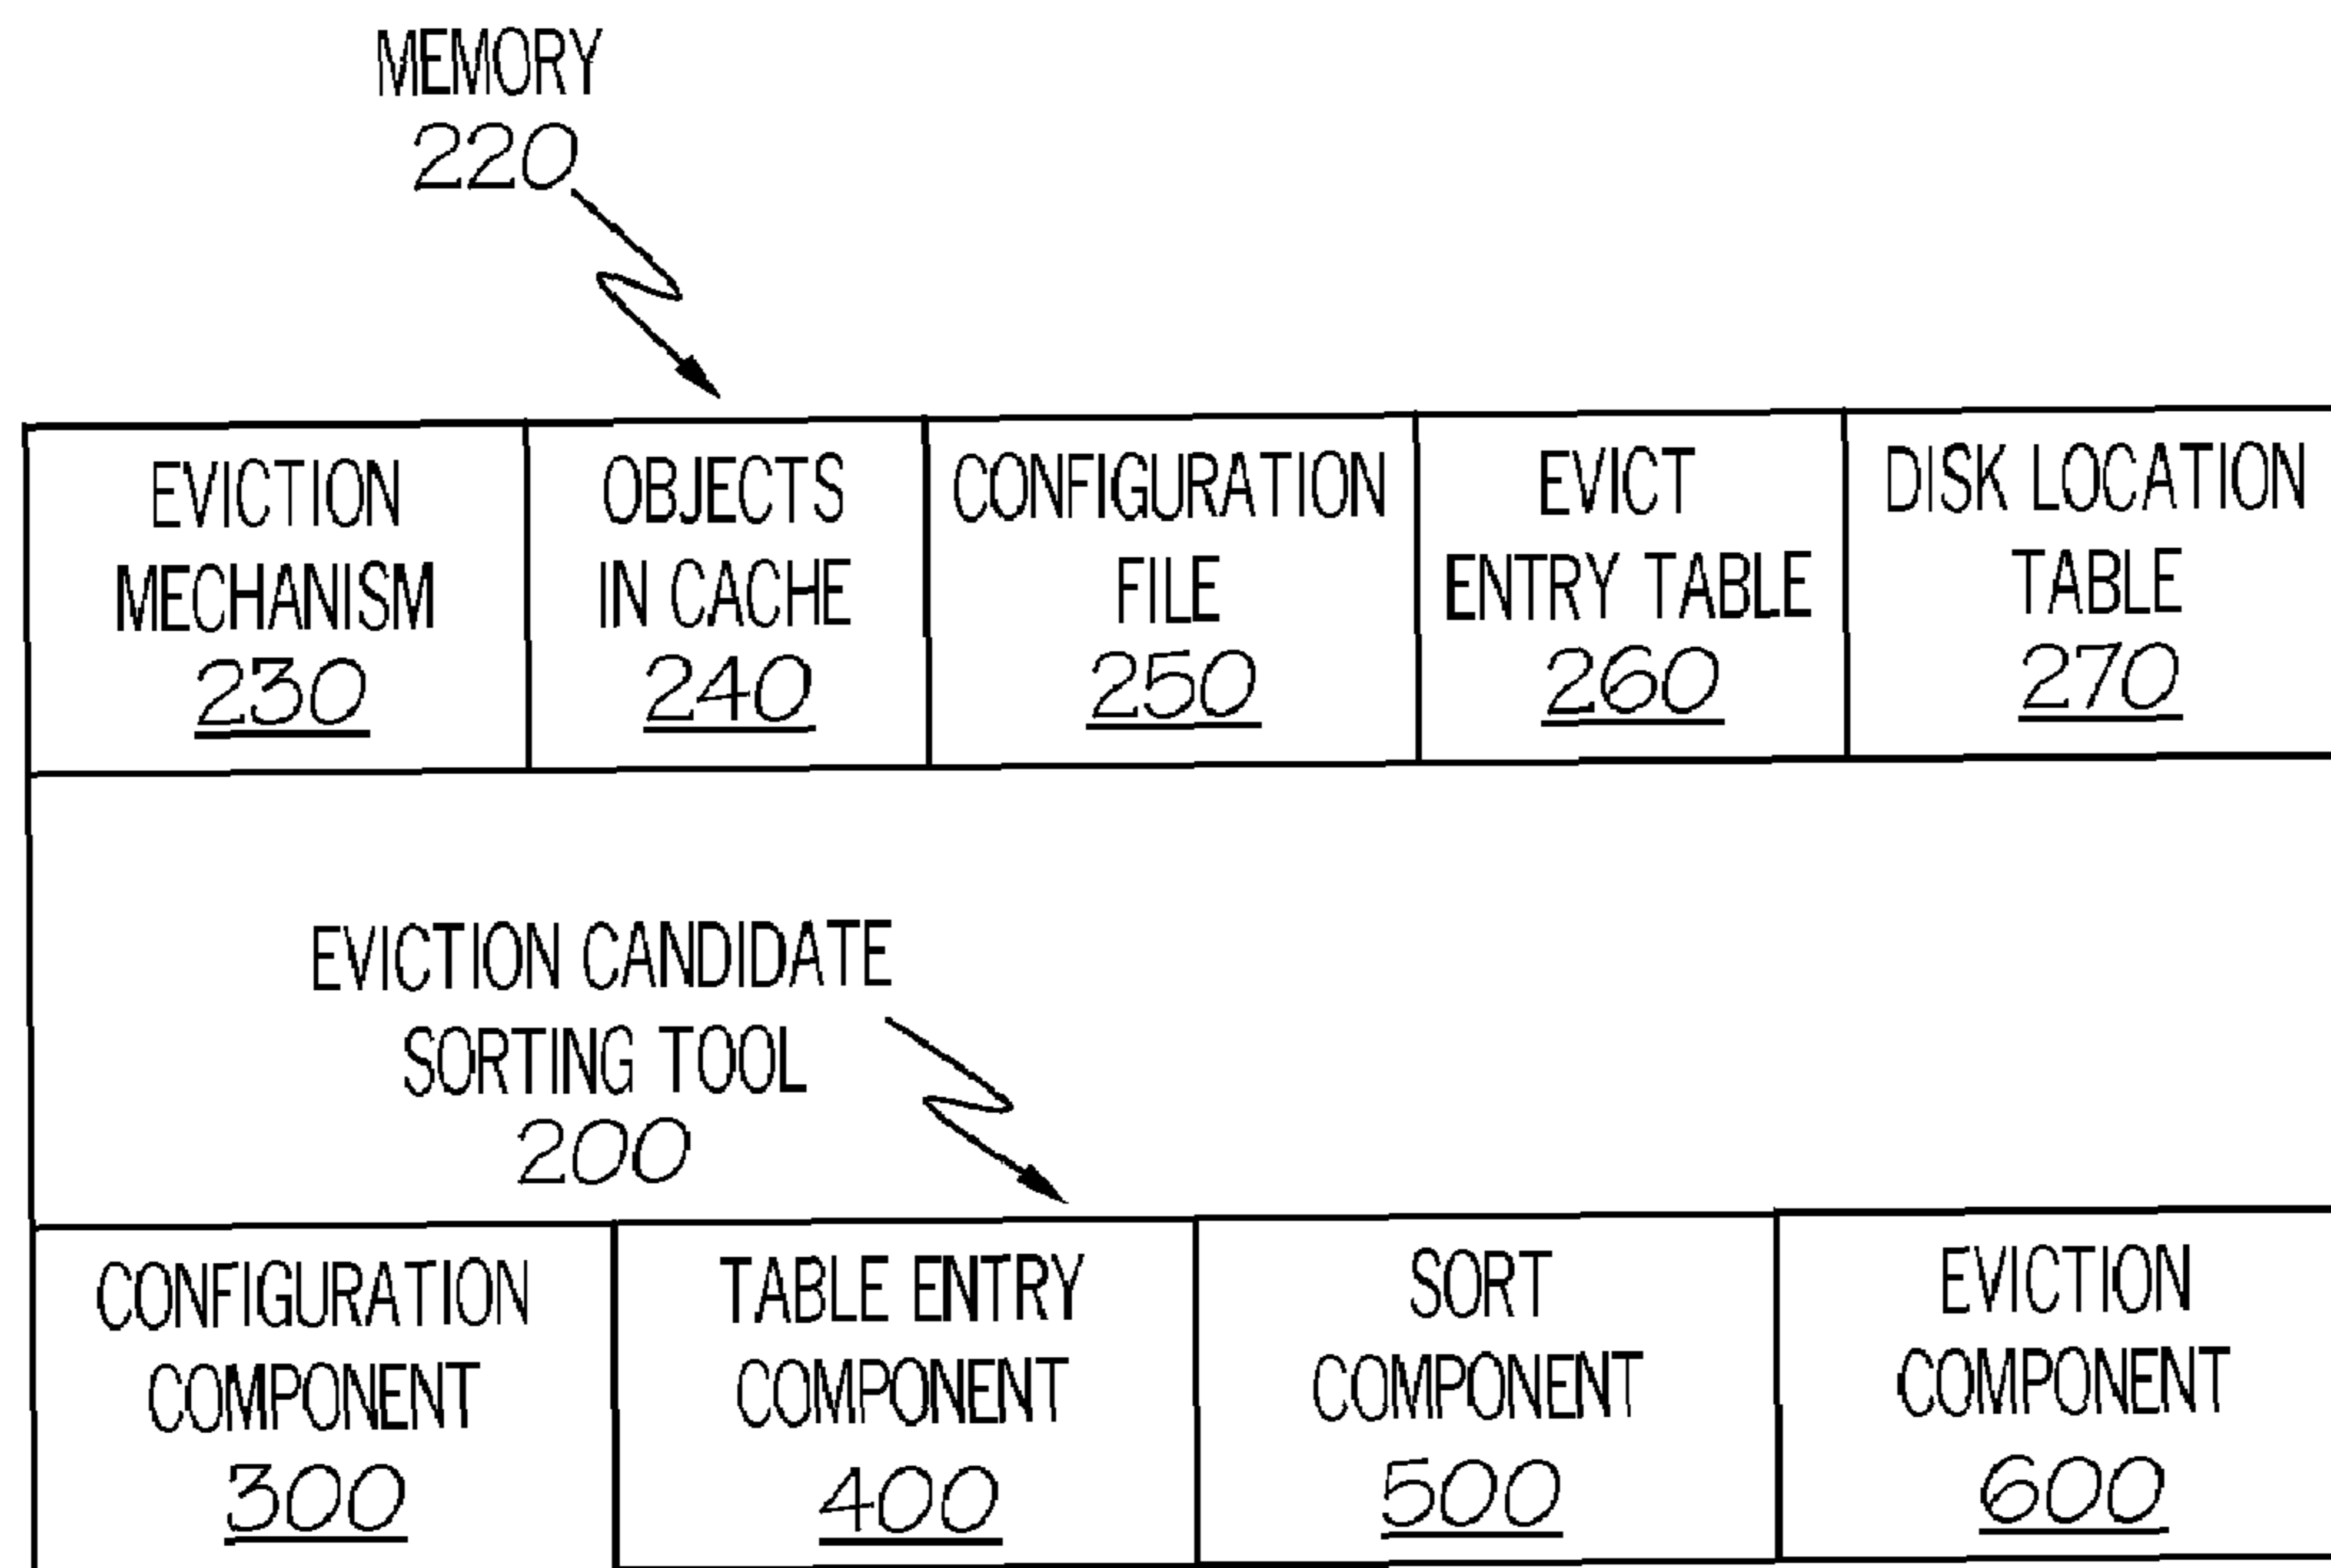 MEMORY
220
EVICTION
MECHANISM
230
OBJECTS
IN CACHE
240
CONFIGURATION
FILE
250
EVICT
ENTRY TABLE
260
DISK LOCATION
TABLE
270
EVICTION CANDIDATE
SORTING TOOL
200
CONFIGURATION
COMPONENT
300
TABLE ENTRY
COMPONENT
400
SORT
COMPONENT
500
EVICTION
COMPONENT
600